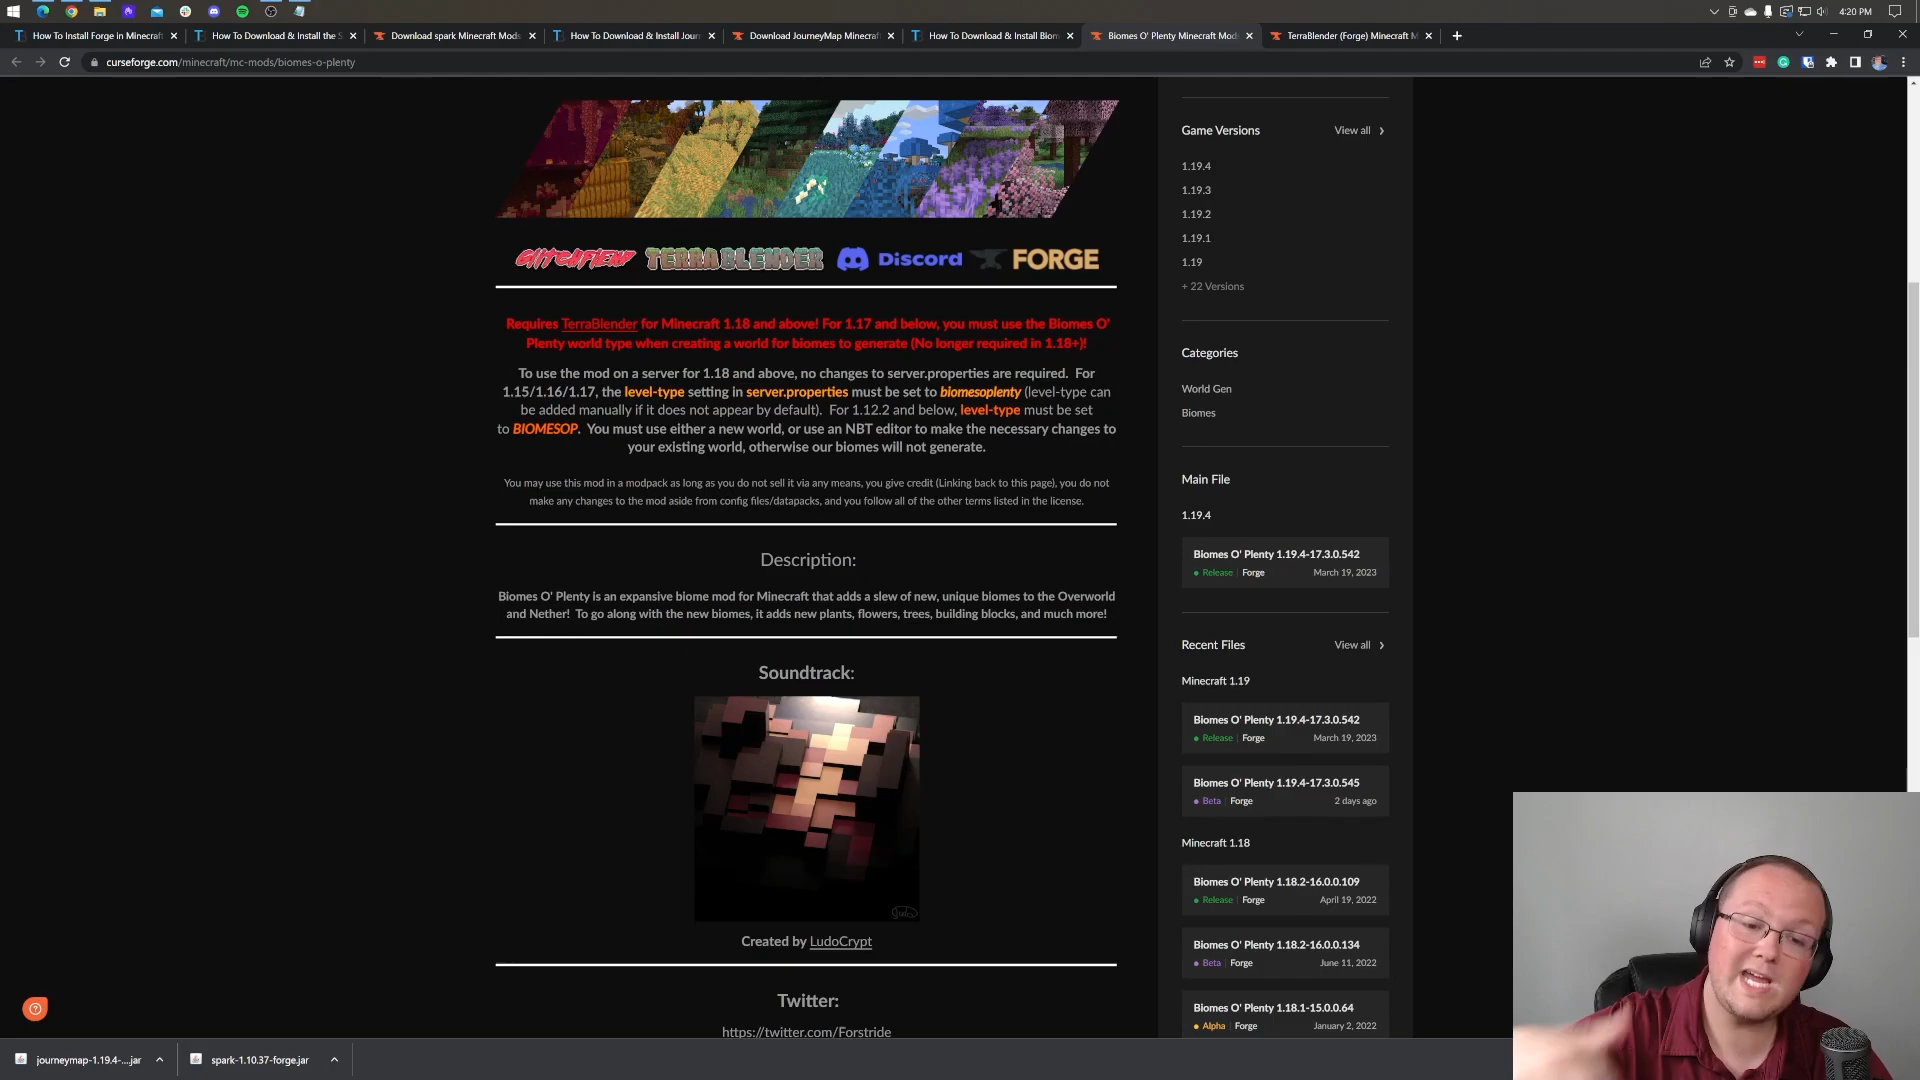 4:20 PM
How To Install Forge in Minecraft
How To Download & Install the S
Download spark Minecraft Mods
How To Download & Install Jour
Download JourneyMap Minecraft
How To Download & Install Biom
Biomes O' Plenty Minecraft Mods
TerraBlender (Forge) Minecraft M
curseforge.com/minecraft/mc-mods/biomes-o-plenty
GLITCHFIEND TERRABLENDER Discord FORGE
Requires TerraBlender for Minecraft 1.18 and above! For 1.17 and below, you must use the Biomes O'
Plenty world type when creating a world for biomes to generate (No longer required in 1.18+)!
To use the mod on a server for 1.18 and above, no changes to server.properties are required. For
1.15/1.16/1.17, the level-type setting in server.properties must be set to biomesoplenty (level-type can
be added manually if it does not appear by default). For 1.12.2 and below, level-type must be set
to BIOMESOP. You must use either a new world, or use an NBT editor to make the necessary changes to
your existing world, otherwise our biomes will not generate.
You may use this mod in a modpack as long as you do not sell it via any means, you give credit (Linking back to this page), you do not
make any changes to the mod aside from config files/datapacks, and you follow all of the other terms listed in the license.
Description:
Biomes O' Plenty is an expansive biome mod for Minecraft that adds a slew of new, unique biomes to the Overworld
and Nether! To go along with the new biomes, it adds new plants, flowers, trees, building blocks, and much more!
Soundtrack:
Created by LudoCrypt
Twitter:
https://twitter.com/Forstride
Game Versions View all
1.19.4
1.19.3
1.19.2
1.19.1
1.19
+ 22 Versions
Categories
World Gen
Biomes
Main File
1.19.4
Biomes O' Plenty 1.19.4-17.3.0.542
Release Forge March 19, 2023
Recent Files View all
Minecraft 1.19
Biomes O' Plenty 1.19.4-17.3.0.542
Release Forge March 19, 2023
Biomes O' Plenty 1.19.4-17.3.0.545
Beta Forge 2 days ago
Minecraft 1.18
Biomes O' Plenty 1.18.2-16.0.0.109
Release Forge April 19, 2022
Biomes O' Plenty 1.18.2-16.0.0.134
Beta Forge June 11, 2022
Biomes O' Plenty 1.18.1-15.0.0.64
Alpha Forge January 2, 2022
journeymap-1.19.4-....jar
spark-1.10.37-forge.jar